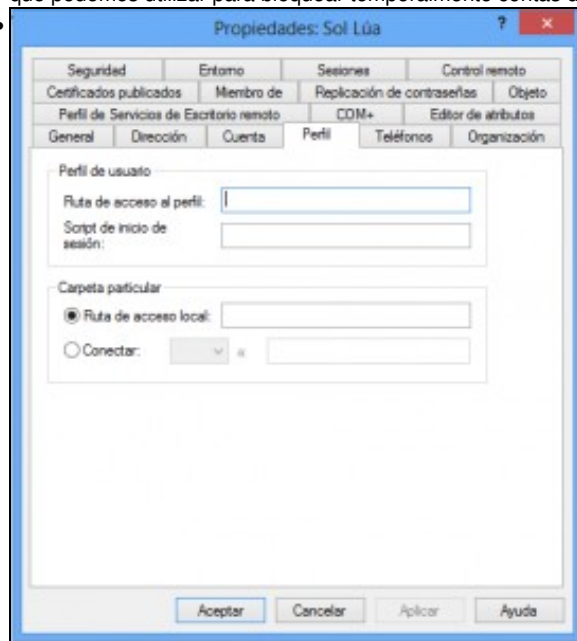 que podemos utilizar para bloquear temporalmente contas
Propiedades: Sol Lúa ?
Seguridad Entorno Sesiones Control remoto
Certificados publicados Miembro de Replicación de contraseñas Objeto
Perfil de Servicios de Escritorio remoto COM+ Editor de atributos
General Dirección Cuenta Perfil Teléfonos Organización
Perfil de usuario
Ruta de acceso al perfil:
Script de inicio de
sesión:
Carpeta particular
Ruta de acceso local:
Conectar: a:
Aceptar Cancelar Aplicar Ayuda